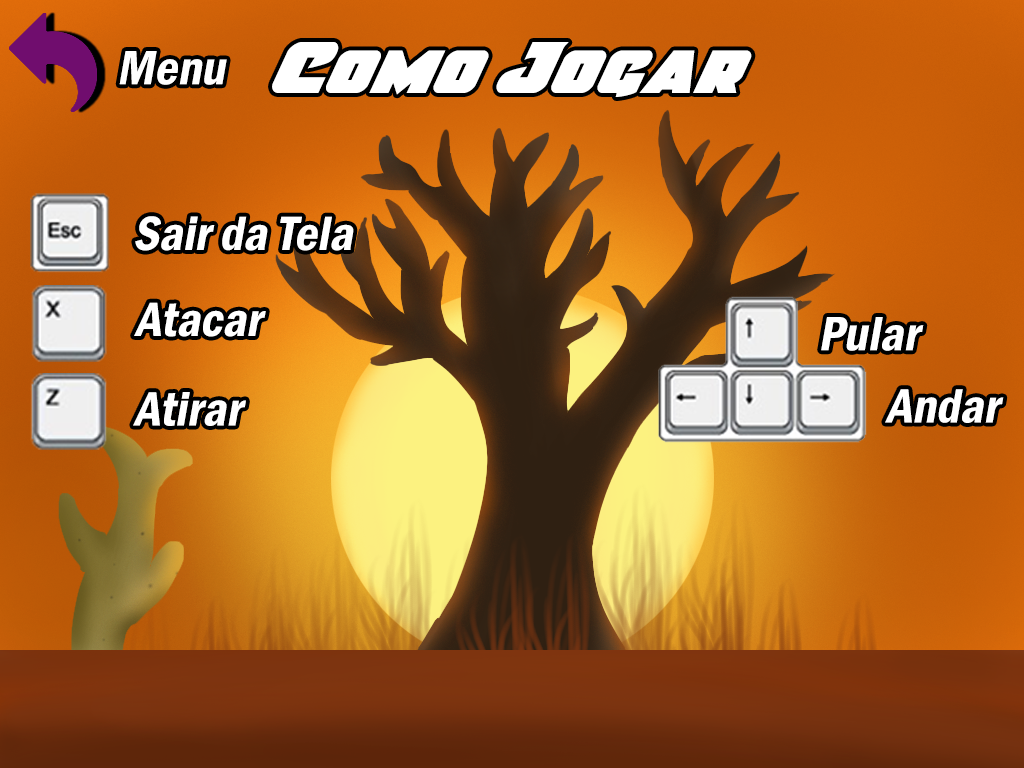 Menu
Como Jogar
Esc
Sair da Tela
X
Atacar
Z
Atirar
↑
Pular
← ↓ →
Andar